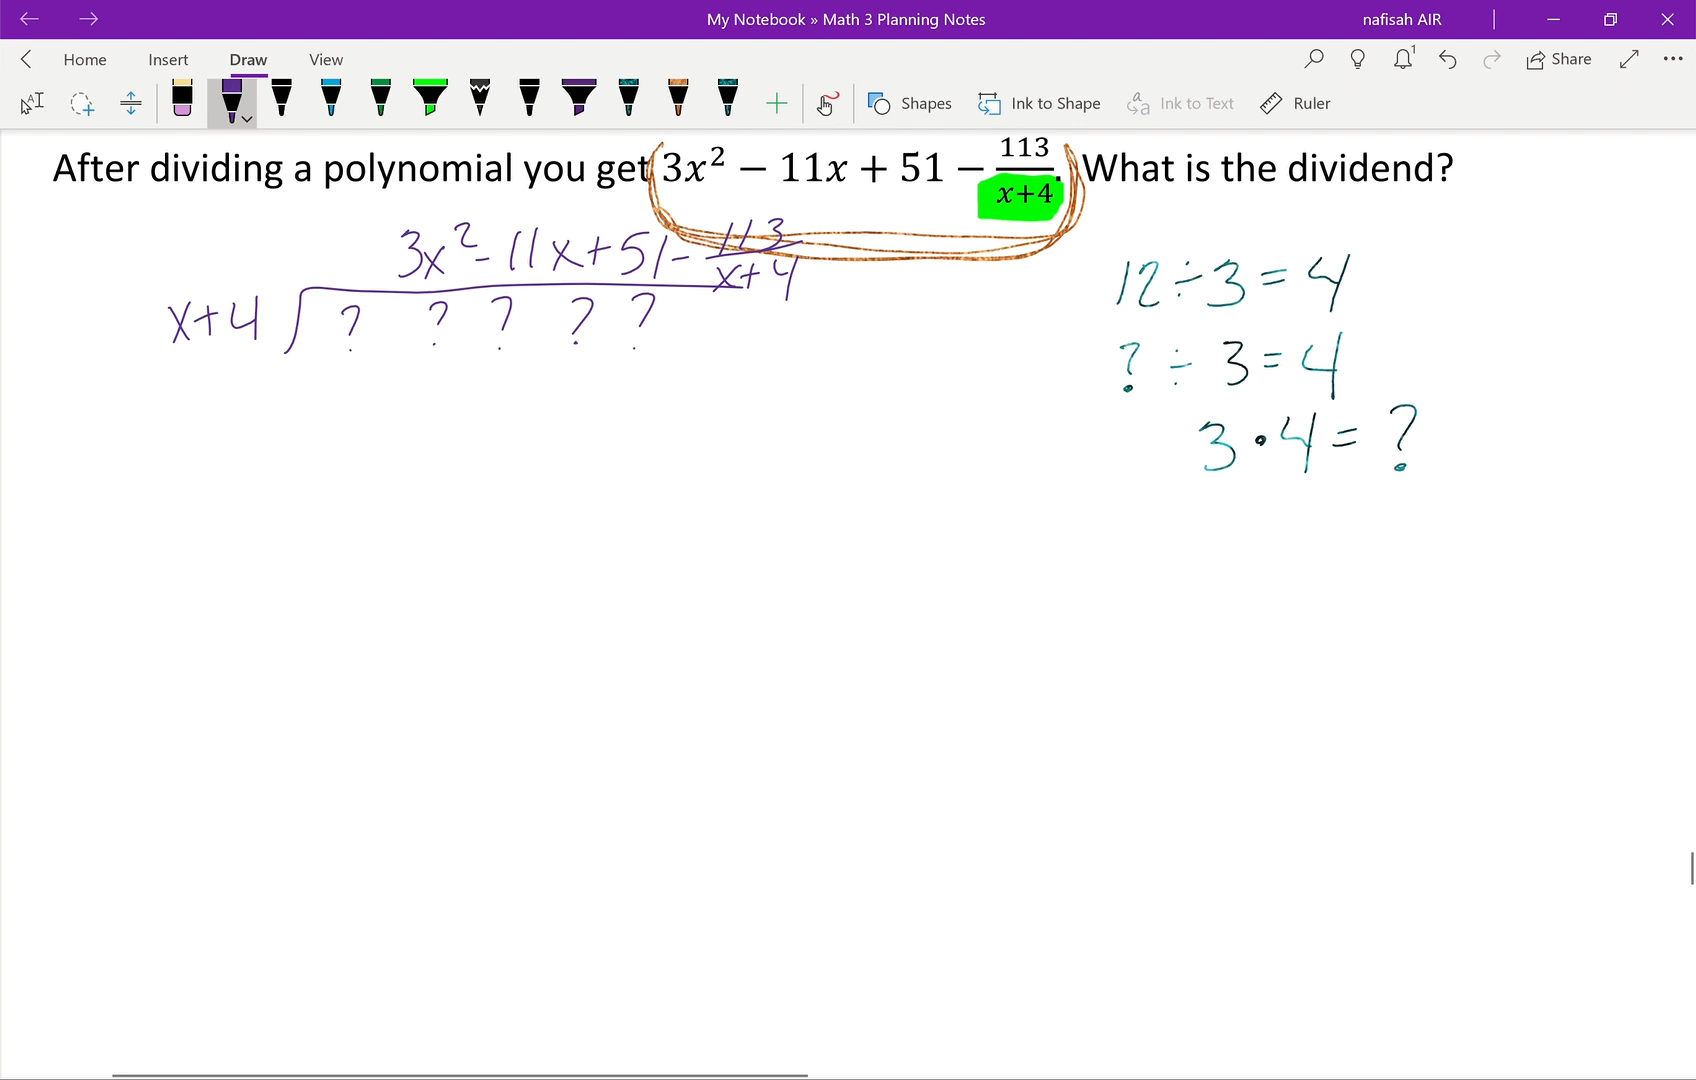 My Notebook » Math 3 Planning Notes
nafisah AIR
Home Insert Draw View
1
Share
Shapes Ink to Shape Ink to Text Ruler
After dividing a polynomial you get 3x² − 11x + 51 − 113/(x+4). What is the dividend?
3x² - 11x + 51 - 113/(x+4)
x+4 ? ? ? ? ?
12 ÷ 3 = 4
? ÷ 3 = 4
3 · 4 = ?